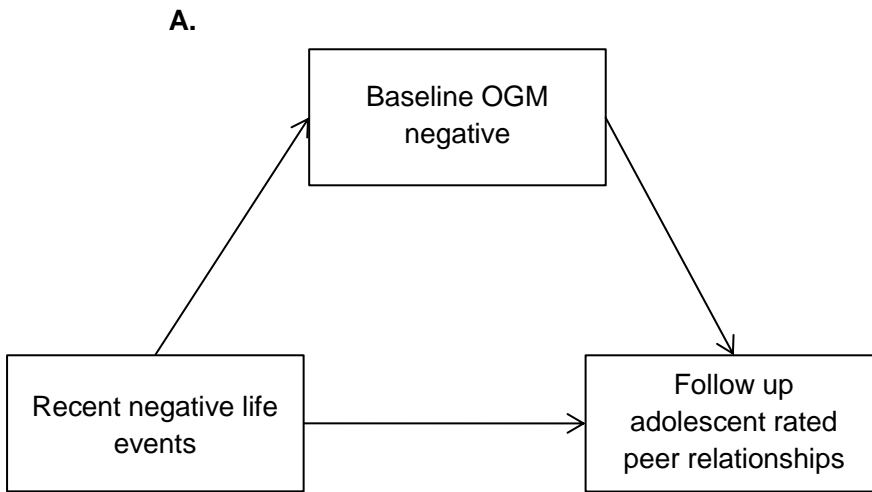 A.
Baseline OGM
negative
Recent negative life
events
Follow up
adolescent rated
peer relationships